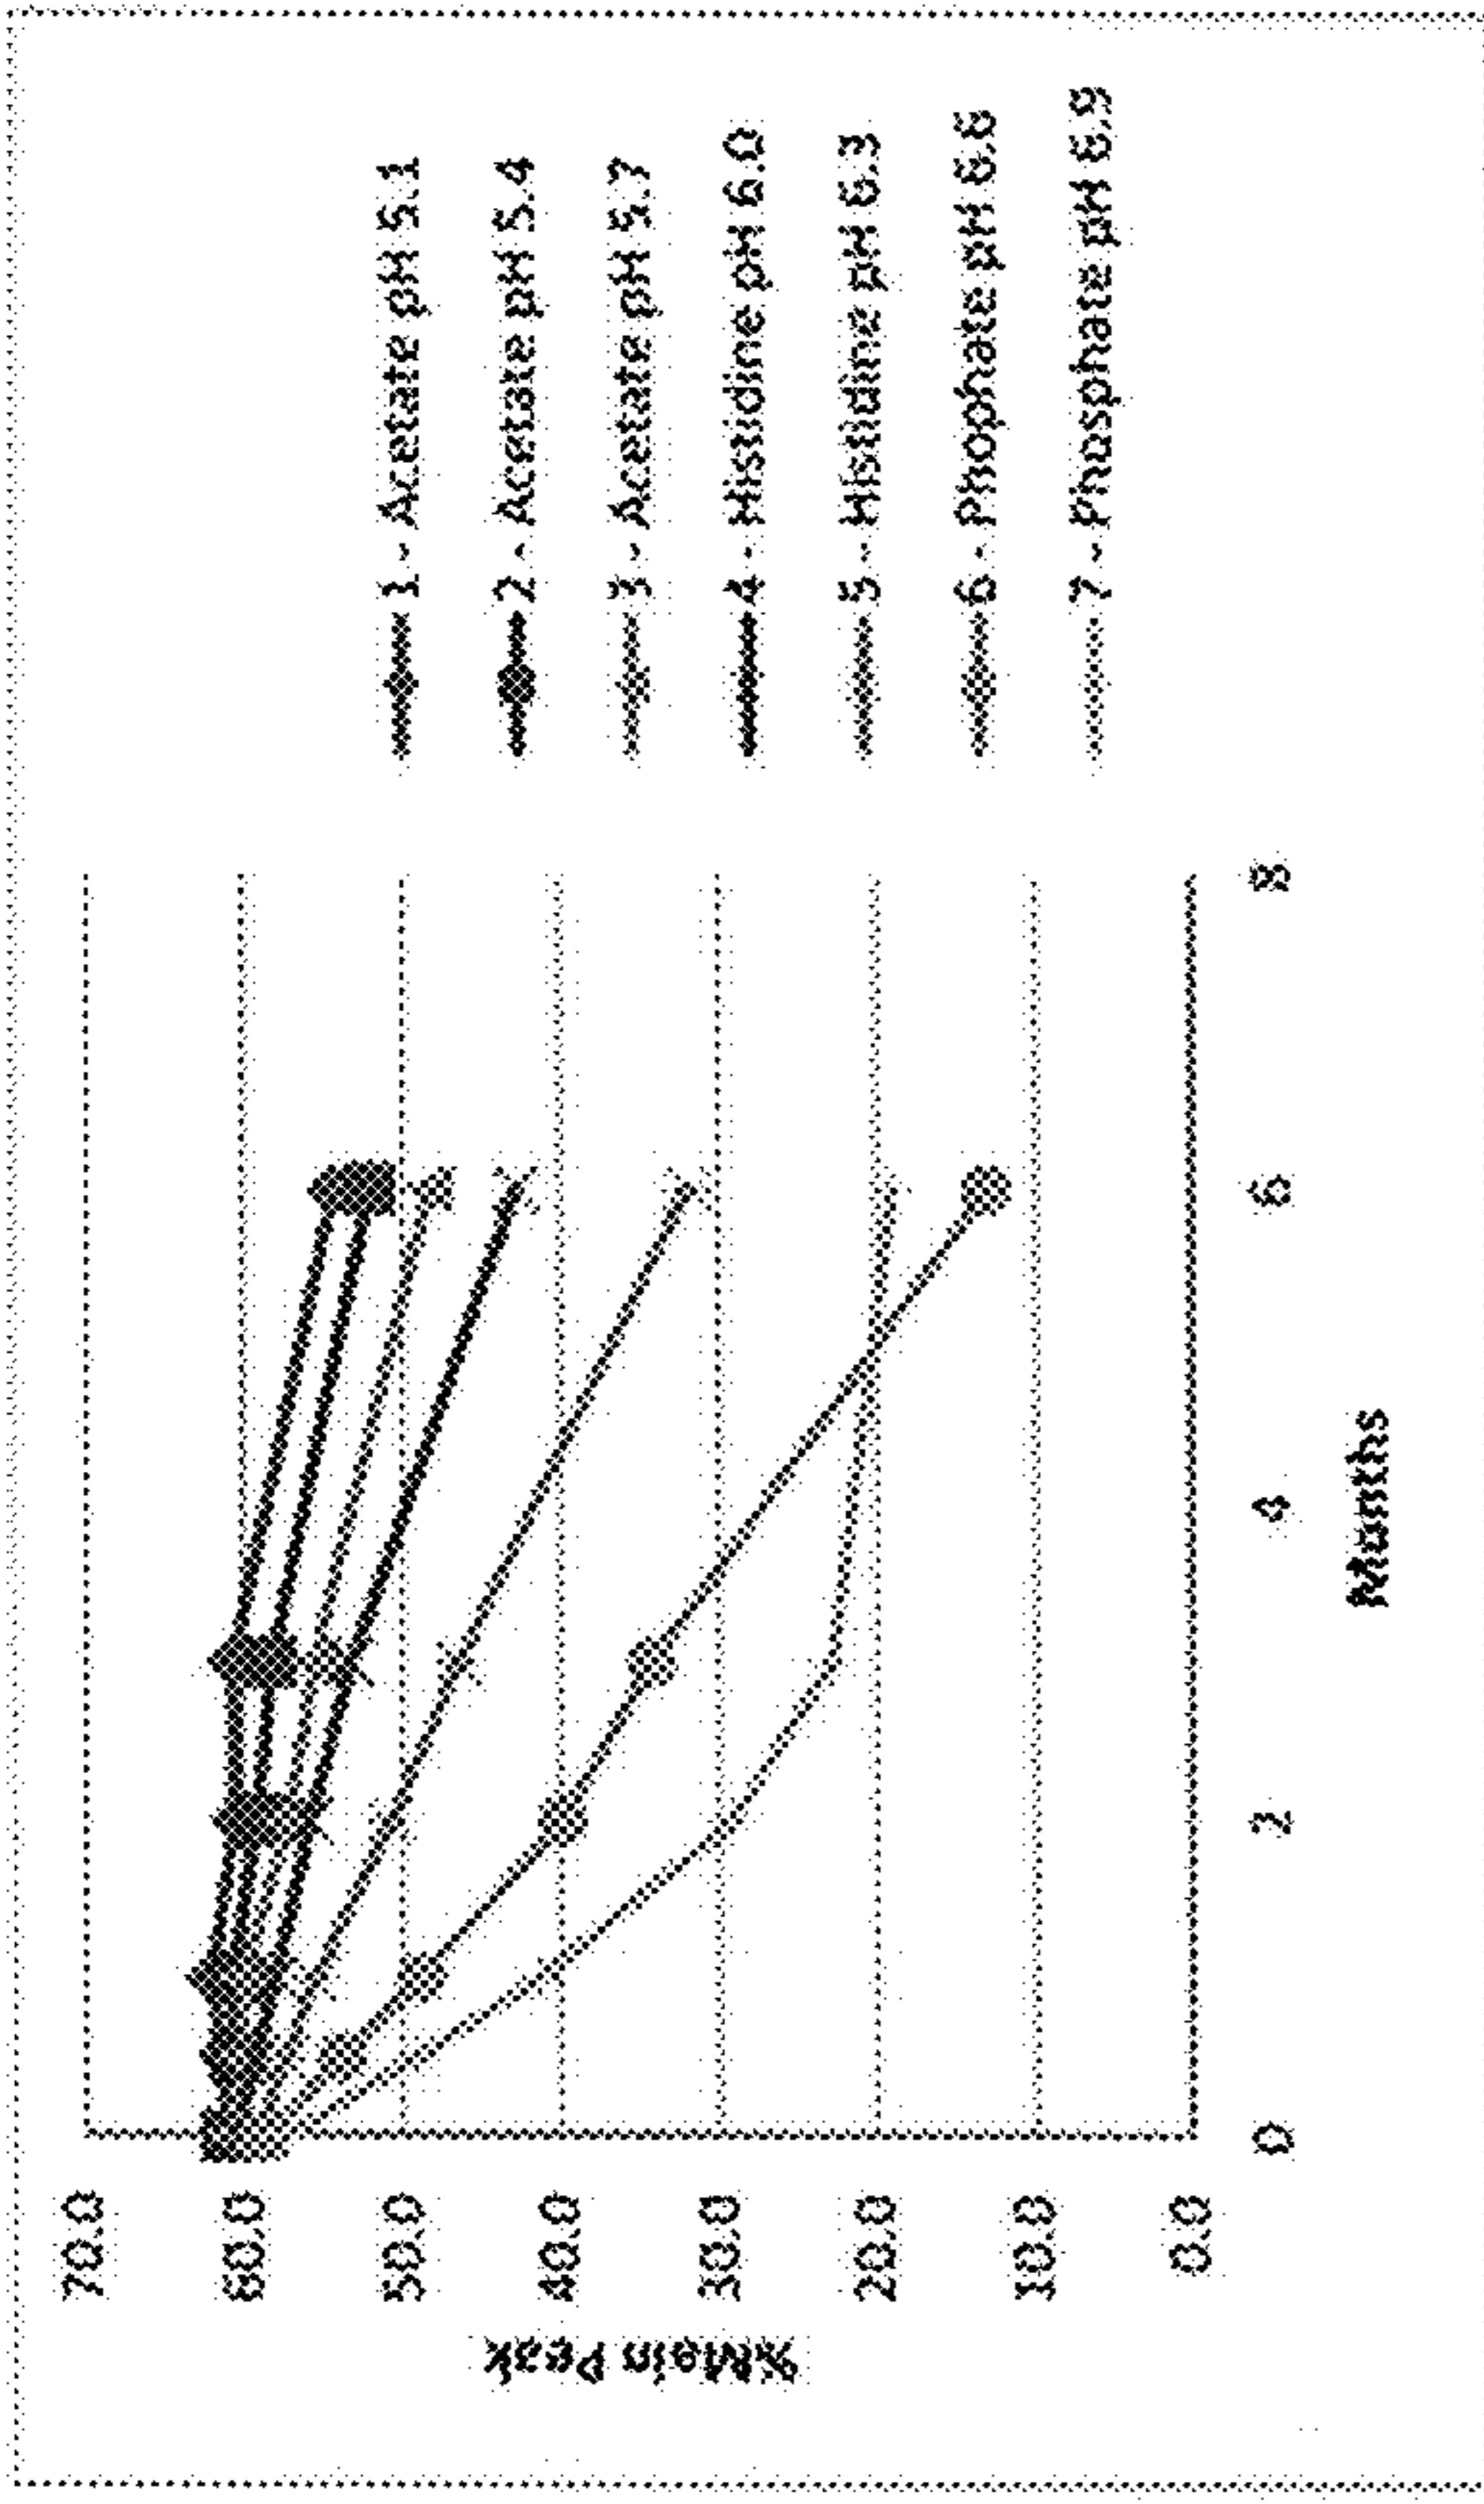 %Main Peak
70.0
60.0
50.0
40.0
30.0
20.0
10.0
0.0
0
2
4
6
8
Months
1 - Acetate pH 5.1
2 - Acetate pH 5.4
3 - Acetate pH 5.7
4 - Histidine pH 6.0
5 - Histidine pH 6.3
6 - Phophate pH 6.6
7 - Phosphate pH 6.9